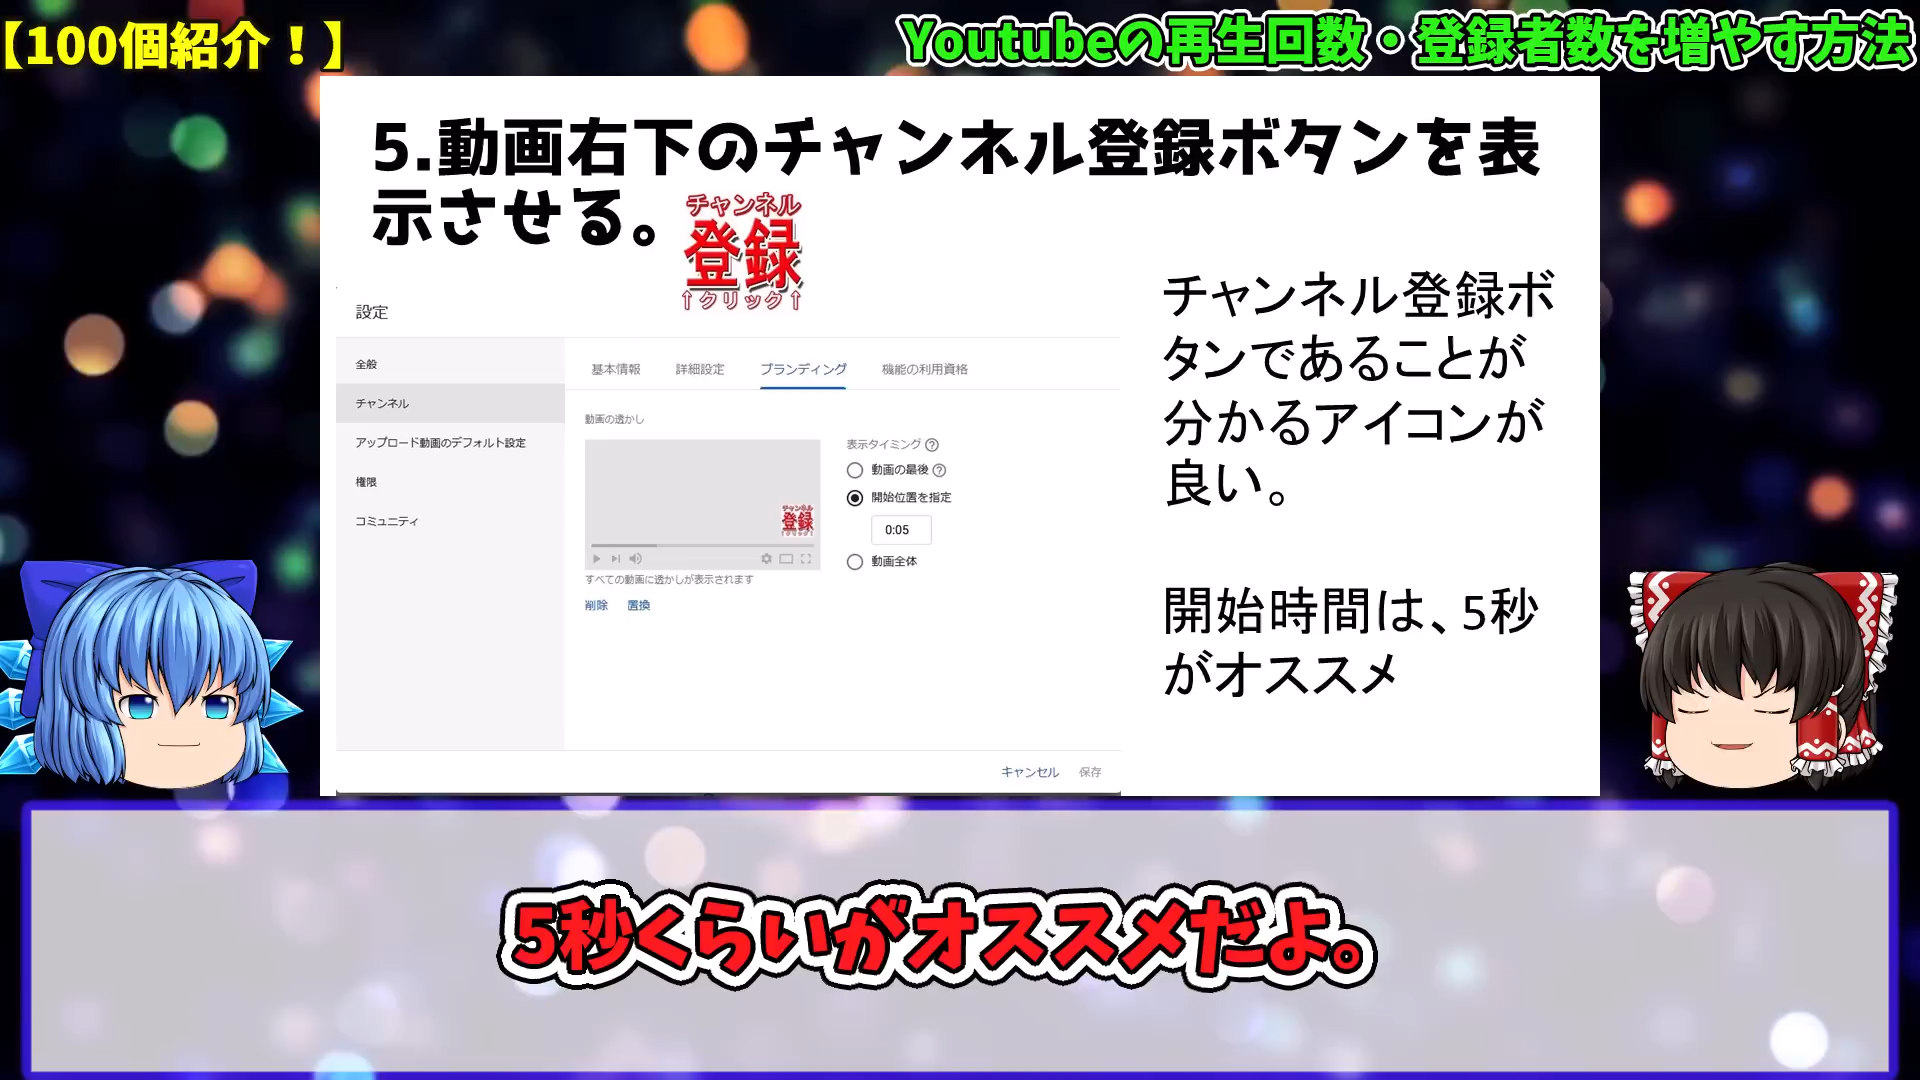 【100個紹介！】
Youtubeの再生回数・登録者数を増やす方法
5.動画右下のチャンネル登録ボタンを表
示させる。
チャンネル
登録
↑クリック↑
設定
全般
チャンネル
アップロード動画のデフォルト設定
権限
コミュニティ
基本情報
詳細設定
ブランディング
機能の利用資格
動画の透かし
チャンネル
登録
↑クリック↑
すべての動画に透かしが表示されます
削除
置換
表示タイミング ?
動画の最後 ?
開始位置を指定
0:05
動画全体
キャンセル
保存
チャンネル登録ボ
タンであることが
分かるアイコンが
良い。
開始時間は、5秒
がオススメ
5秒くらいがオススメだよ。